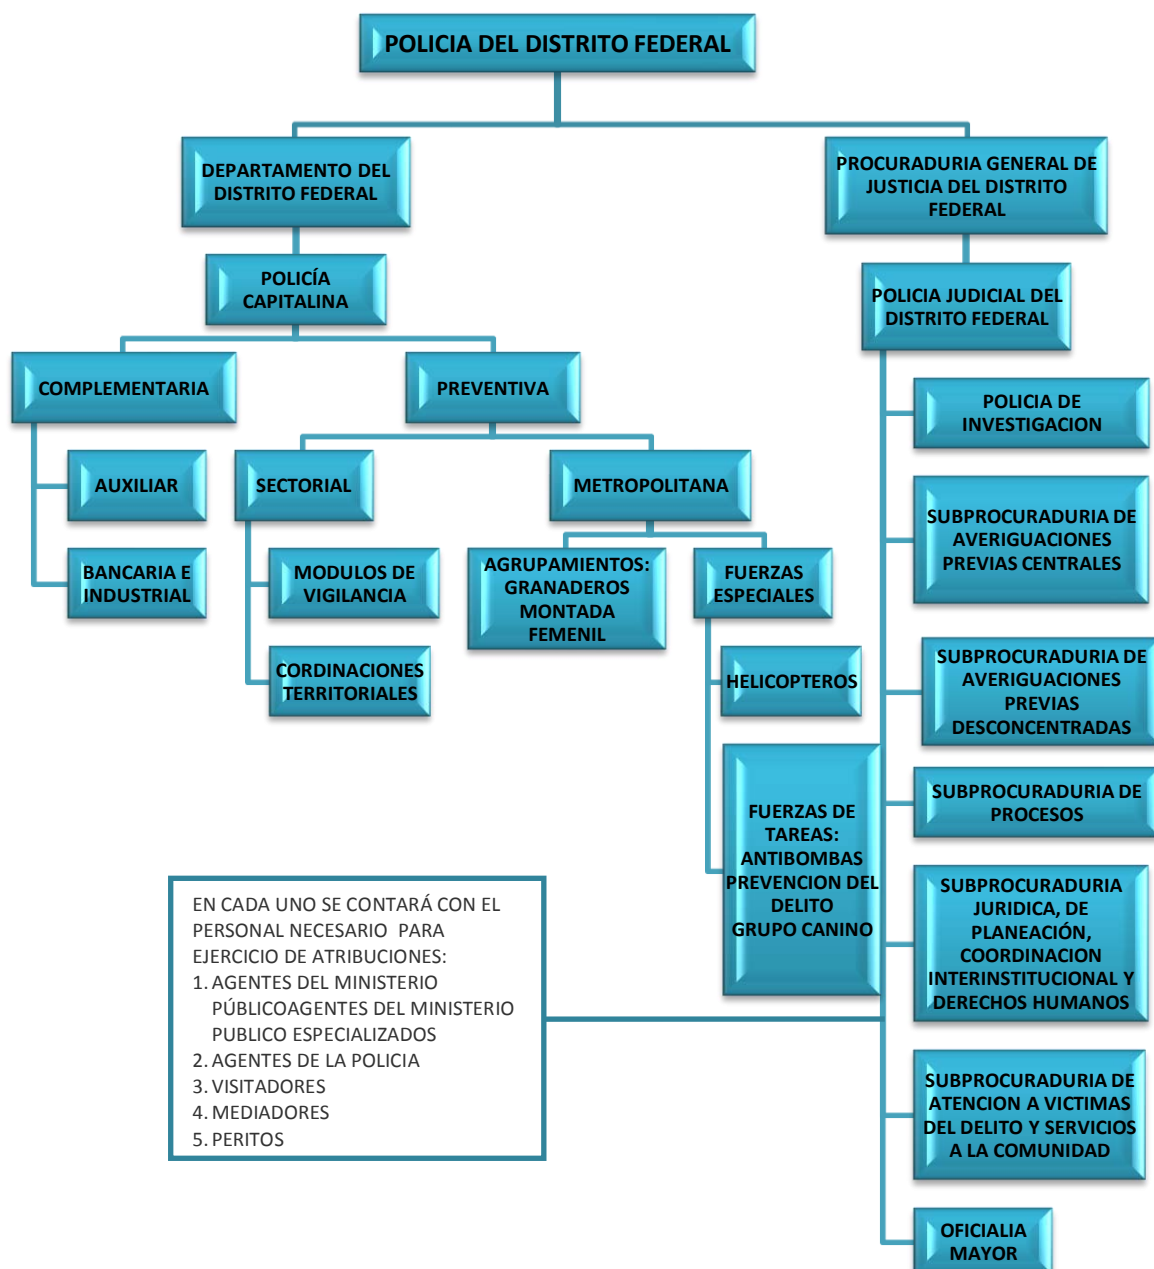 POLICIA DEL DISTRITO FEDERAL
DEPARTAMENTO DEL
DISTRITO FEDERAL
PROCURADURIA GENERAL DE
JUSTICIA DEL DISTRITO
FEDERAL
POLICÍA
CAPITALINA
POLICIA JUDICIAL DEL
DISTRITO FEDERAL
COMPLEMENTARIA
PREVENTIVA
POLICIA DE
INVESTIGACION
AUXILIAR
SECTORIAL
METROPOLITANA
SUBPROCURADURIA DE
AVERIGUACIONES
PREVIAS CENTRALES
BANCARIA E
INDUSTRIAL
MODULOS DE
VIGILANCIA
AGRUPAMIENTOS:
GRANADEROS
MONTADA
FEMENIL
FUERZAS
ESPECIALES
CORDINACIONES
TERRITORIALES
HELICOPTEROS
SUBPROCURADURIA DE
AVERIGUACIONES
PREVIAS
DESCONCENTRADAS
SUBPROCURADURIA DE
PROCESOS
FUERZAS DE
TAREAS:
ANTIBOMBAS
PREVENCION DEL
DELITO
GRUPO CANINO
SUBPROCURADURIA
JURIDICA, DE
PLANEACIÓN,
COORDINACION
INTERINSTITUCIONAL Y
DERECHOS HUMANOS
EN CADA UNO SE CONTARÁ CON EL
PERSONAL NECESARIO PARA
EJERCICIO DE ATRIBUCIONES:
1. AGENTES DEL MINISTERIO
PÚBLICOAGENTES DEL MINISTERIO
PUBLICO ESPECIALIZADOS
2. AGENTES DE LA POLICIA
3. VISITADORES
4. MEDIADORES
5. PERITOS
SUBPROCURADURIA DE
ATENCION A VICTIMAS
DEL DELITO Y SERVICIOS
A LA COMUNIDAD
OFICIALIA
MAYOR